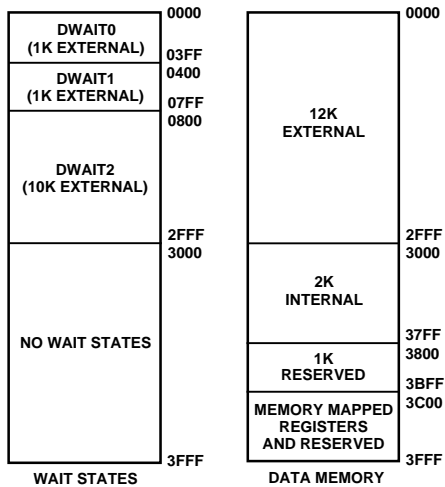 DWAIT0
(1K EXTERNAL)
0000
03FF
0400
DWAIT1
(1K EXTERNAL)
07FF
0800
DWAIT2
(10K EXTERNAL)
2FFF
3000
NO WAIT STATES
3FFF
WAIT STATES
0000
12K
EXTERNAL
2FFF
3000
2K
INTERNAL
37FF
3800
1K
RESERVED
3BFF
3C00
MEMORY MAPPED
REGISTERS
AND RESERVED
3FFF
DATA MEMORY